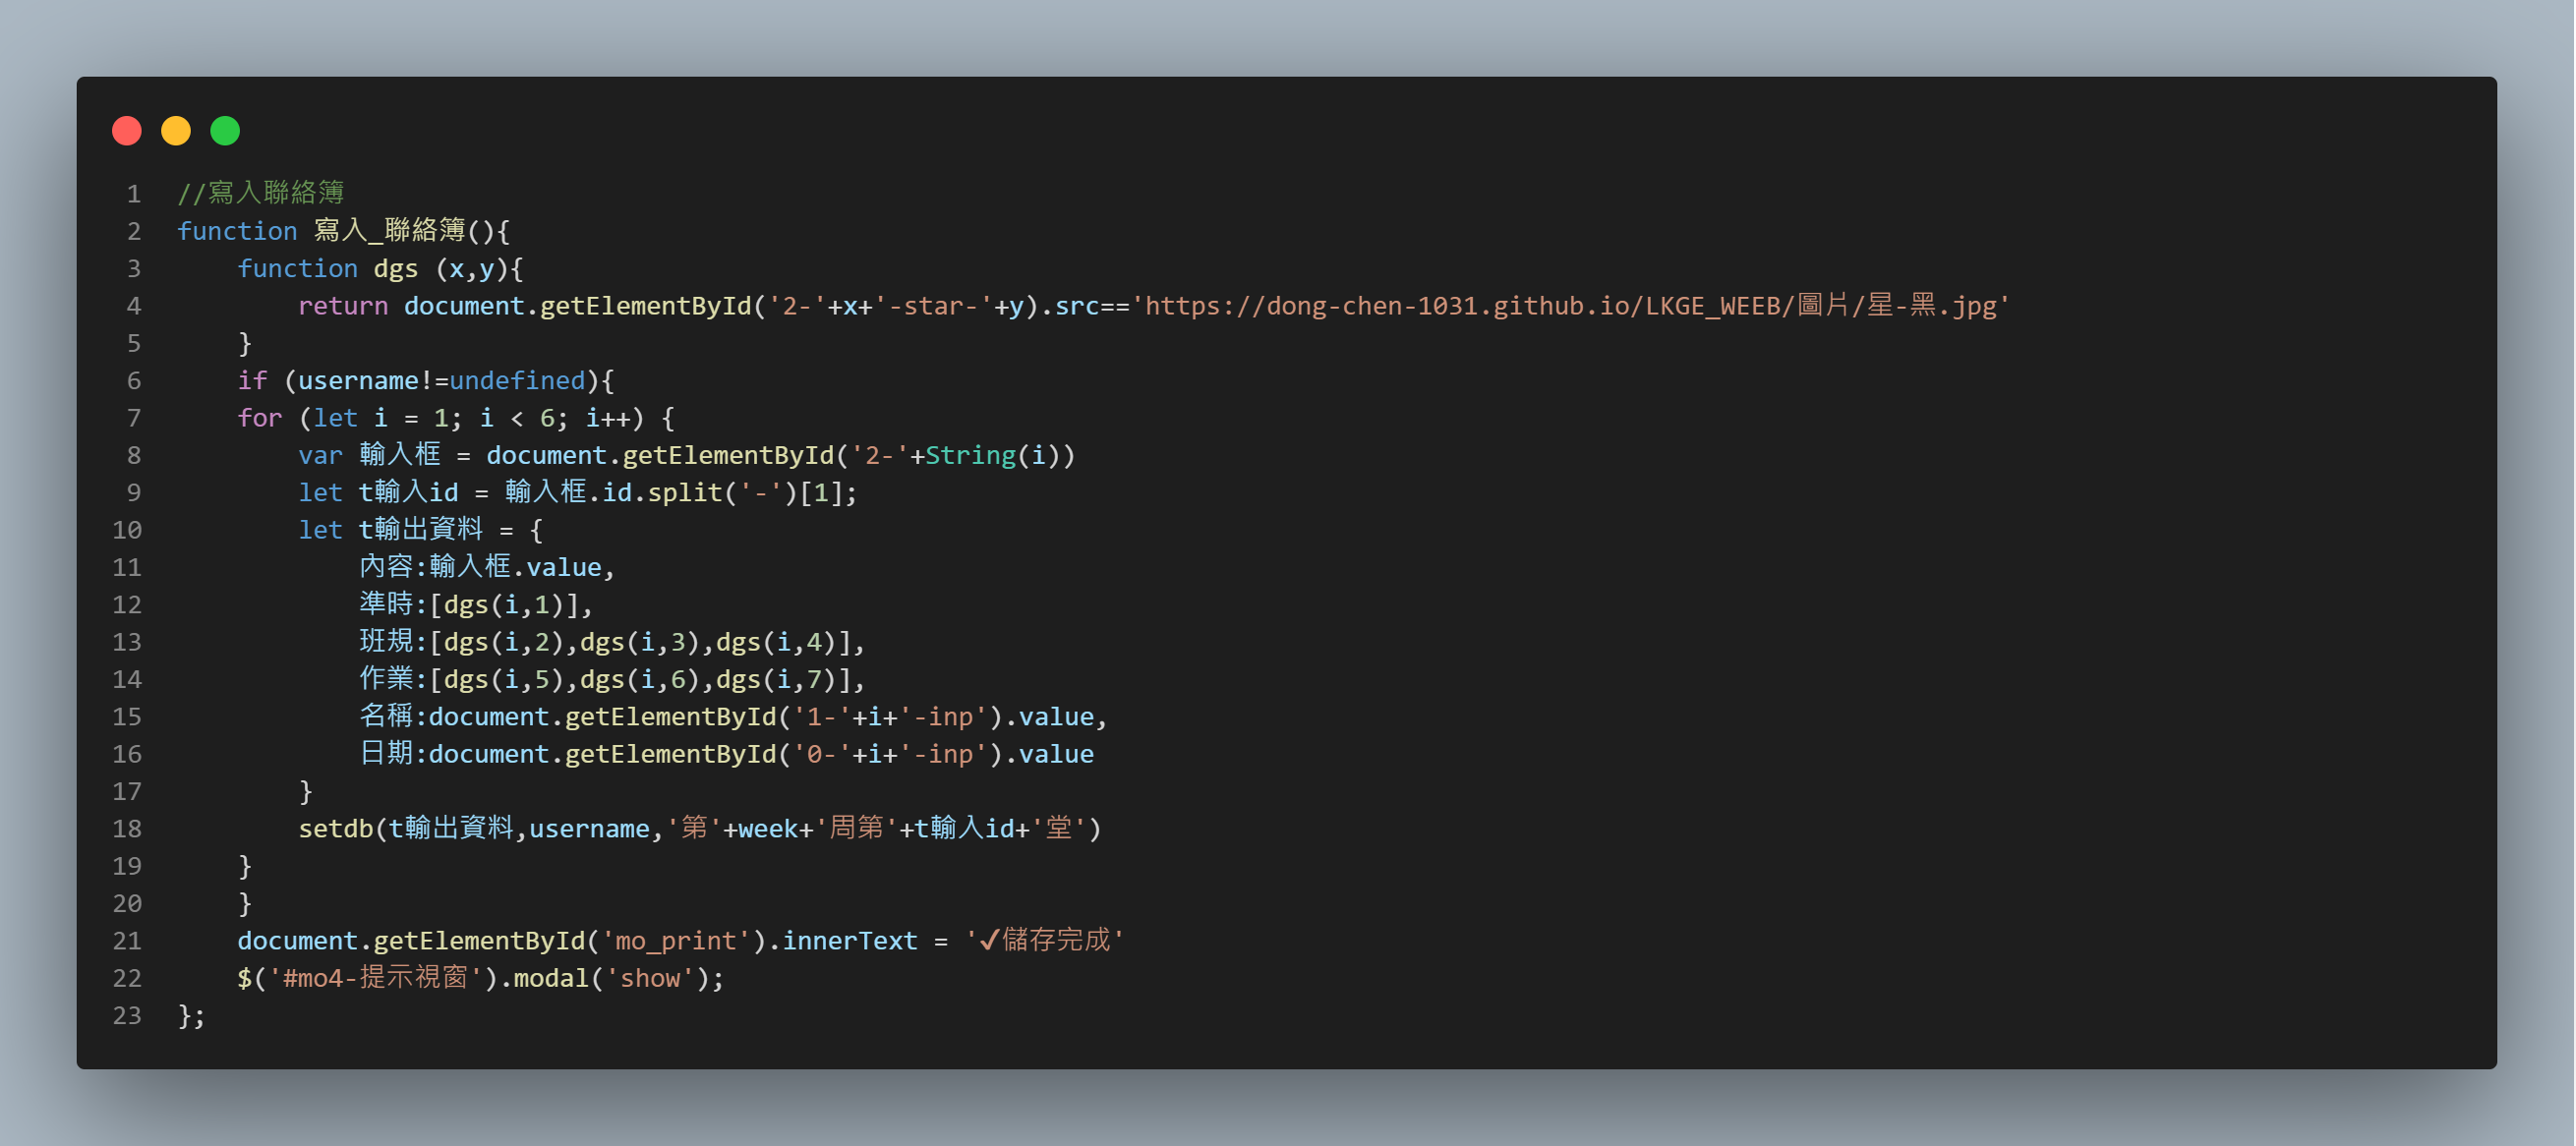 1 //寫入聯絡簿
2 function 寫入_聯絡簿(){
3     function dgs (x,y){
4         return document.getElementById('2-'+x+'-star-'+y).src=='https://dong-chen-1031.github.io/LKGE_WEEB/圖片/星-黑.jpg'
5     }
6     if (username!=undefined){
7     for (let i = 1; i < 6; i++) {
8         var 輸入框 = document.getElementById('2-'+String(i))
9         let t輸入id = 輸入框.id.split('-')[1];
10         let t輸出資料 = {
11             內容:輸入框.value,
12             準時:[dgs(i,1)],
13             班規:[dgs(i,2),dgs(i,3),dgs(i,4)],
14             作業:[dgs(i,5),dgs(i,6),dgs(i,7)],
15             名稱:document.getElementById('1-'+i+'-inp').value,
16             日期:document.getElementById('0-'+i+'-inp').value
17         }
18         setdb(t輸出資料,username,'第'+week+'周第'+t輸入id+'堂')
19     }
20     }
21     document.getElementById('mo_print').innerText = '✓儲存完成'
22     $('#mo4-提示視窗').modal('show');
23 };